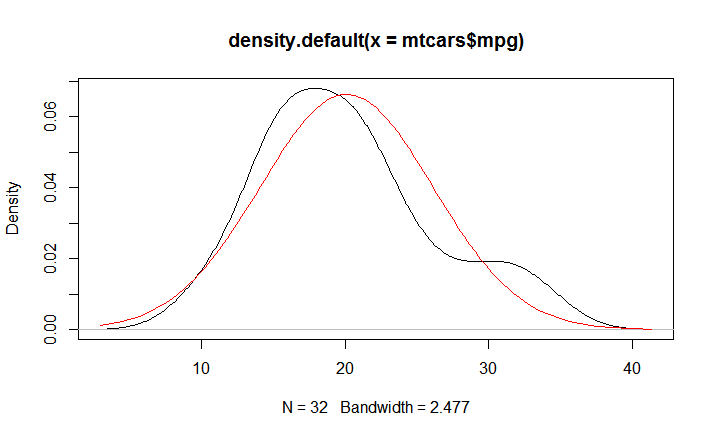 density.default(x = mtcars$mpg)
Density
0.00 0.02 0.04 0.06
10 20 30 40
N = 32 Bandwidth = 2.477